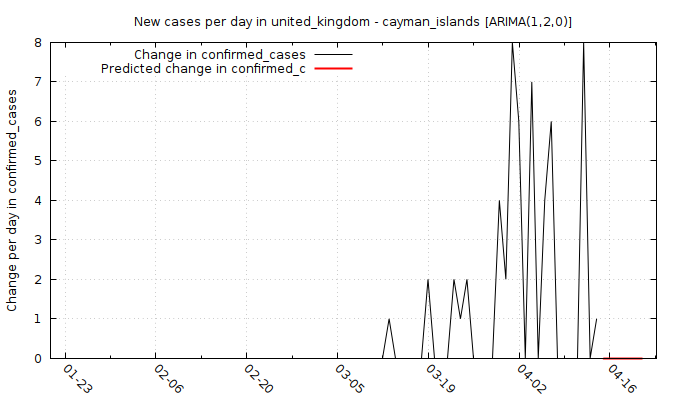 New cases per day in united_kingdom - cayman_islands [ARIMA(1,2,0)]
Change in confirmed_cases
Predicted change in confirmed_c
Change per day in confirmed_cases
8
7
6
5
4
3
2
1
0
01-23 02-06 02-20 03-05 03-19 04-02 04-16